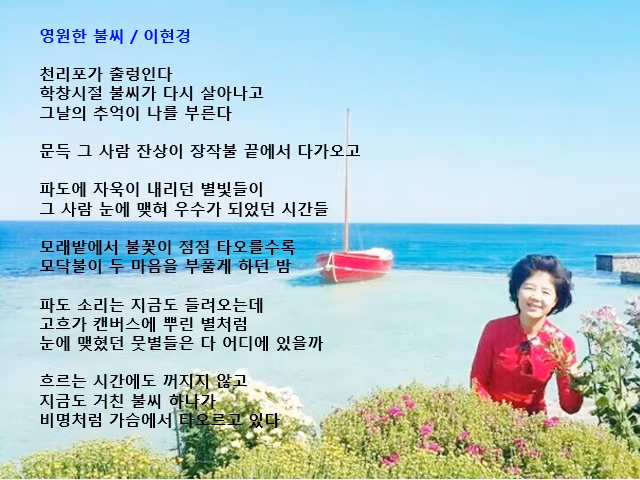 영원한 불씨 / 이현경
천리포가 출렁인다
학창시절 불씨가 다시 살아나고
그날의 추억이 나를 부른다
문득 그 사람 잔상이 장작불 끝에서 다가오고
파도에 자욱이 내리던 별빛들이
그 사람 눈에 맺혀 우수가 되었던 시간들
모래밭에서 불꽃이 점점 타오를수록
모닥불이 두 마음을 부풀게 하던 밤
파도 소리는 지금도 들려오는데
고흐가 캔버스에 뿌린 별처럼
눈에 맺혔던 뭇별들은 다 어디에 있을까
흐르는 시간에도 꺼지지 않고
지금도 거친 불씨 하나가
비명처럼 가슴에서 타오르고 있다